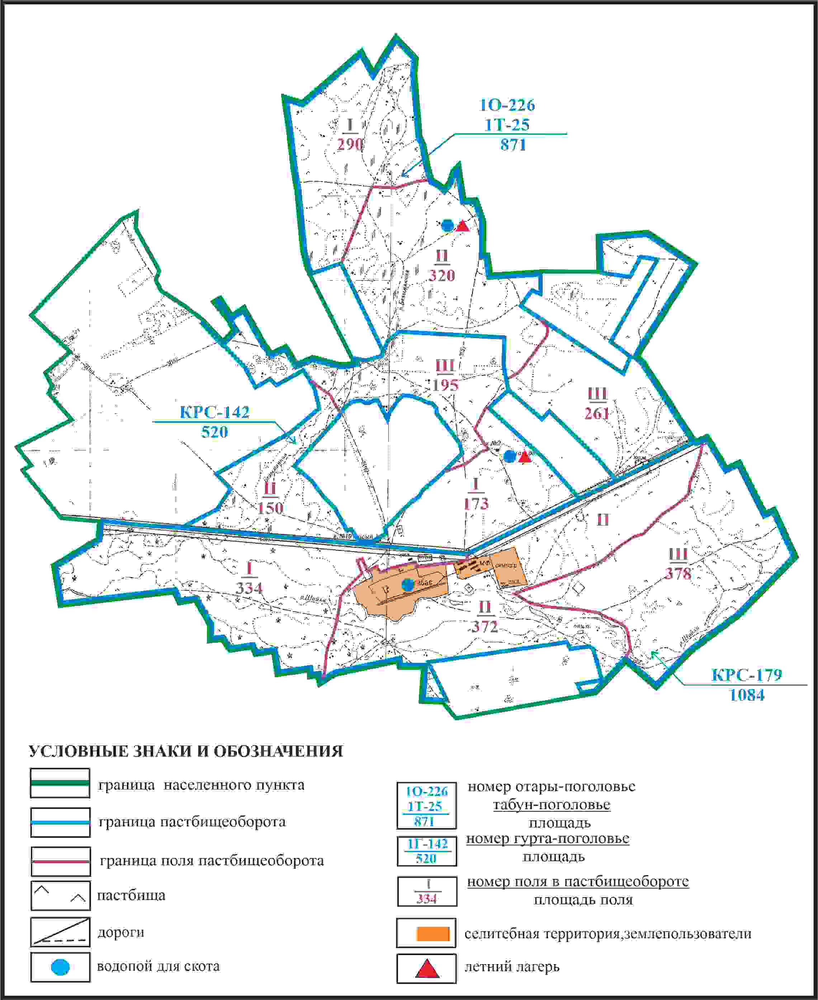 1О-226
1Т-25
871
I
290
II
320
р.Безымянная
III
195
III
261
КРС-142
520
II
150
I
173
II
I
334
р.Шийли
II
372
III
378
р.Шийли
КРС-179
1084
УСЛОВНЫЕ ЗНАКИ И ОБОЗНАЧЕНИЯ
граница населенного пункта
граница пастбищеоборота
граница поля пастбищеоборота
пастбища
дороги
водопой для скота
1О-226
1Т-25
871
номер отары-поголовье
табун-поголовье
площадь
1Г-142
520
номер гурта-поголовье
площадь
I
334
номер поля в пастбищеобороте
площадь поля
селитебная территория,землепользователи
летний лагерь